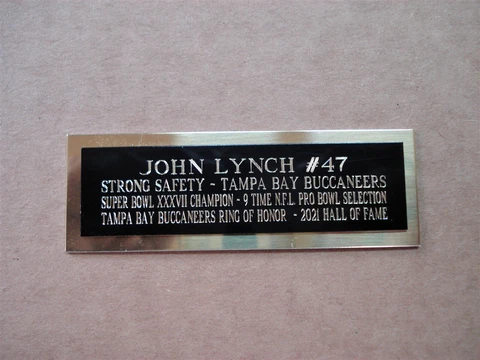 JOHN LYNCH #47
STRONG SAFETY - TAMPA BAY BUCCANEERS
SUPER BOWL XXXVII CHAMPION - 9 TIME N.F.L PRO BOWL SELECTION
TAMPA BAY BUCCANEERS RING OF HONOR - 2021 HALL OF FAME